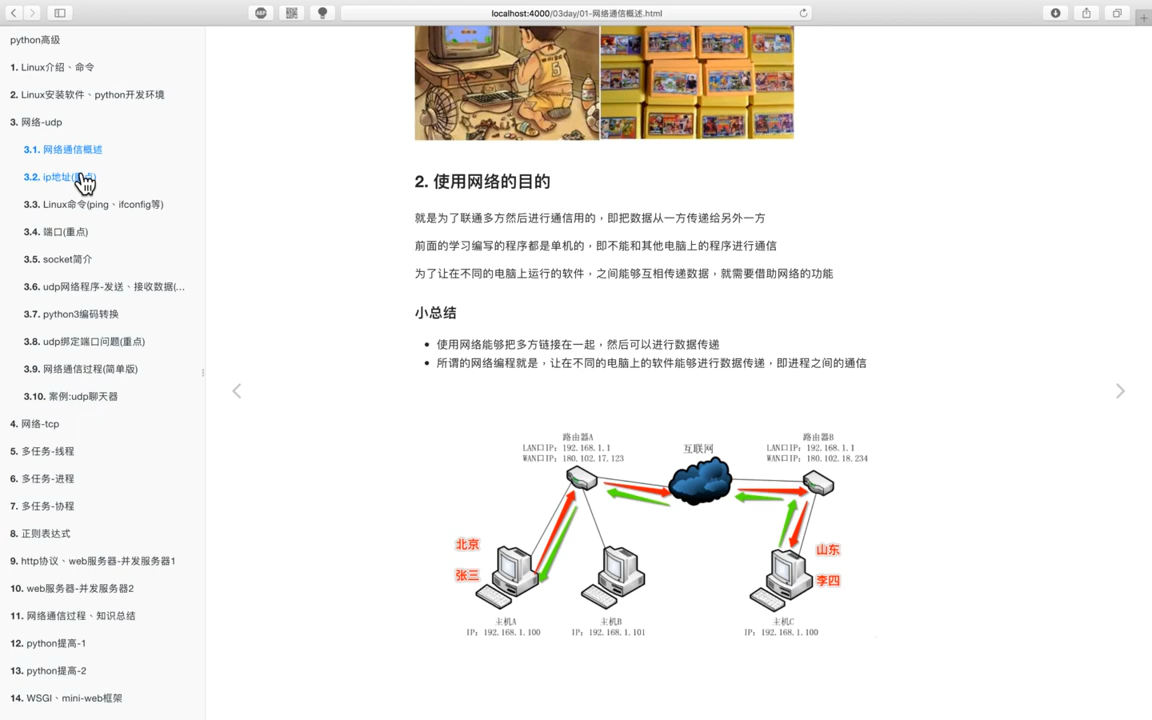 localhost:4000/03day/01-网络通信概述.html
ABP
python高级
1. Linux介绍、命令
2. Linux安装软件、python开发环境
3. 网络-udp
3.1. 网络通信概述
3.2. ip地址(重点)
3.3. Linux命令(ping、ifconfig等)
3.4. 端口(重点)
3.5. socket简介
3.6. udp网络程序-发送、接收数据(...
3.7. python3编码转换
3.8. udp绑定端口问题(重点)
3.9. 网络通信过程(简单版)
3.10. 案例:udp聊天器
4. 网络-tcp
5. 多任务-线程
6. 多任务-进程
7. 多任务-协程
8. 正则表达式
9. http协议、web服务器-并发服务器1
10. web服务器-并发服务器2
11. 网络通信过程、知识总结
12. python提高-1
13. python提高-2
14. WSGI、mini-web框架
2. 使用网络的目的
就是为了联通多方然后进行通信用的，即把数据从一方传递给另外一方
前面的学习编写的程序都是单机的，即不能和其他电脑上的程序进行通信
为了让在不同的电脑上运行的软件，之间能够互相传递数据，就需要借助网络的功能
小总结
使用网络能够把多方链接在一起，然后可以进行数据传递
所谓的网络编程就是，让在不同的电脑上的软件能够进行数据传递，即进程之间的通信
路由器A
LAN口IP: 192.168.1.1
WAN口IP: 180.102.17.123
互联网
路由器B
LAN口IP: 192.168.1.1
WAN口IP: 180.102.18.234
北京
张三
山东
李四
主机A
IP: 192.168.1.100
主机B
IP: 192.168.1.101
主机C
IP: 192.168.1.100